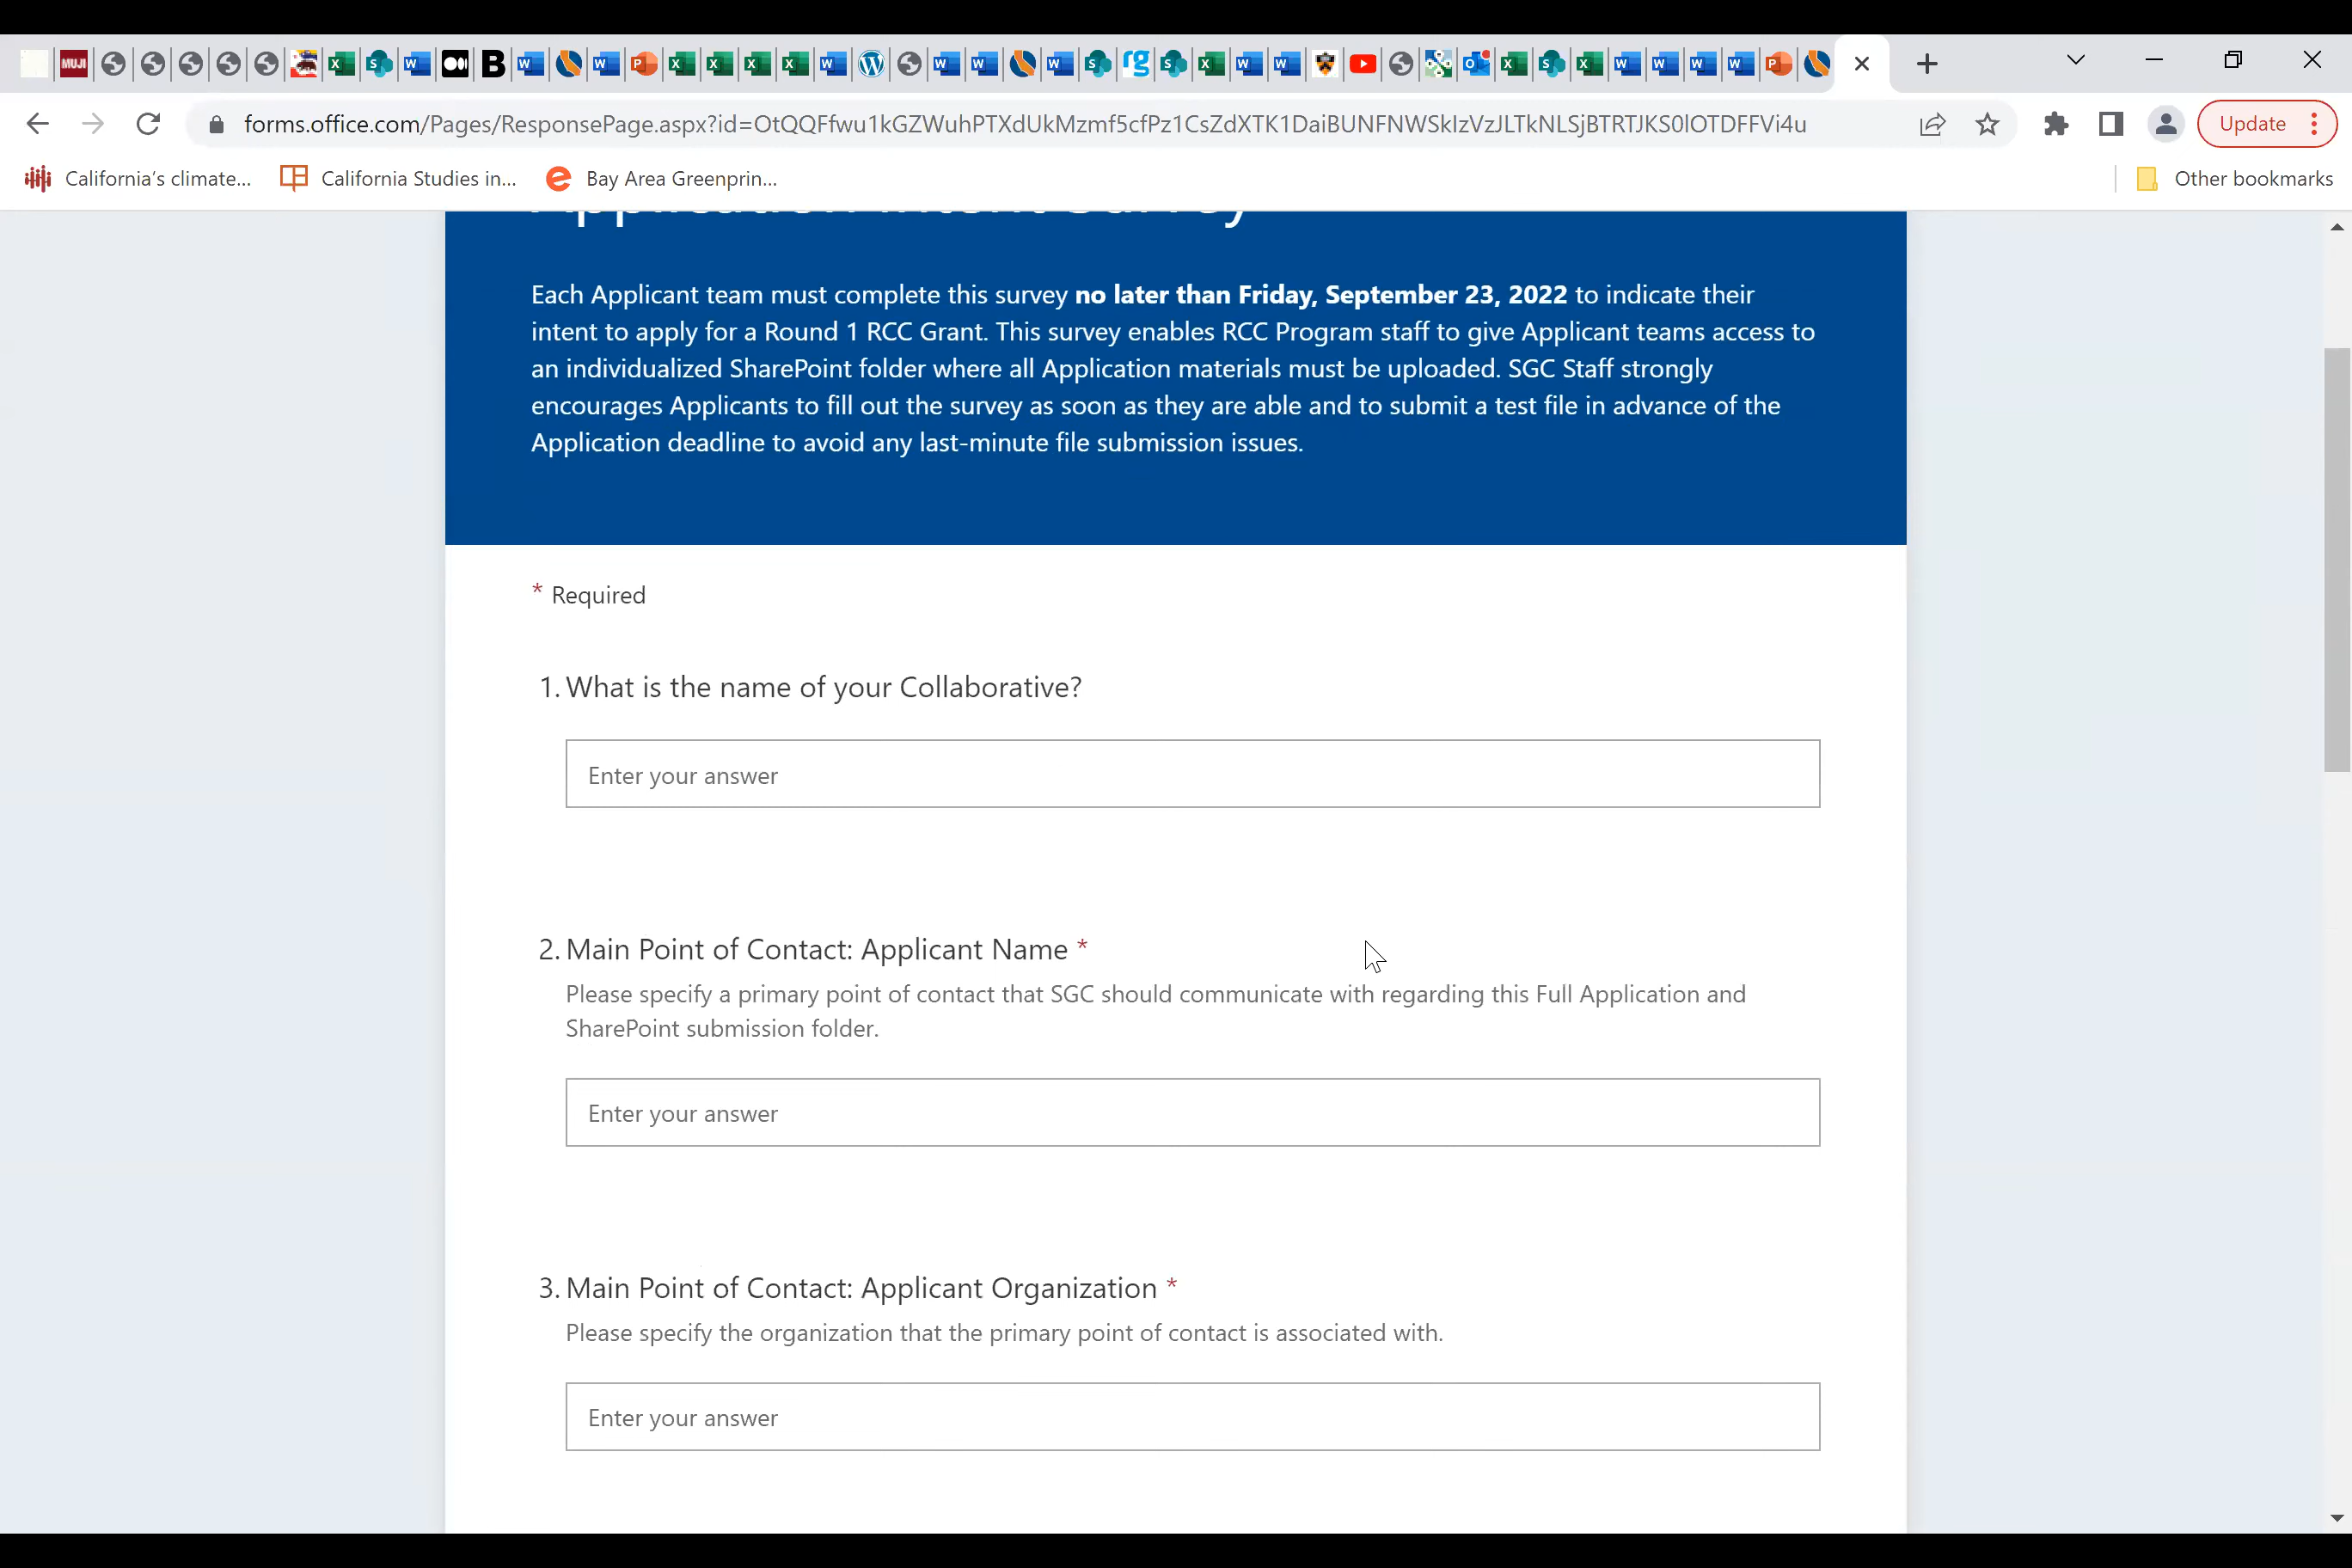 MUJI
forms.office.com/Pages/ResponsePage.aspx?id=OtQQFfwu1kGZWuhPTXdUkMzmf5cfPz1CsZdXTK1DaiBUNFNWSklzVzJLTkNLSjBTRTJKS0lOTDFFVi4u
Update
California's climate...
California Studies in...
Bay Area Greenprin...
Other bookmarks
Application Intent Survey
Each Applicant team must complete this survey no later than Friday, September 23, 2022 to indicate their
intent to apply for a Round 1 RCC Grant. This survey enables RCC Program staff to give Applicant teams access to
an individualized SharePoint folder where all Application materials must be uploaded. SGC Staff strongly
encourages Applicants to fill out the survey as soon as they are able and to submit a test file in advance of the
Application deadline to avoid any last-minute file submission issues.
* Required
1. What is the name of your Collaborative?
Enter your answer
2. Main Point of Contact: Applicant Name *
Please specify a primary point of contact that SGC should communicate with regarding this Full Application and
SharePoint submission folder.
Enter your answer
3. Main Point of Contact: Applicant Organization *
Please specify the organization that the primary point of contact is associated with.
Enter your answer